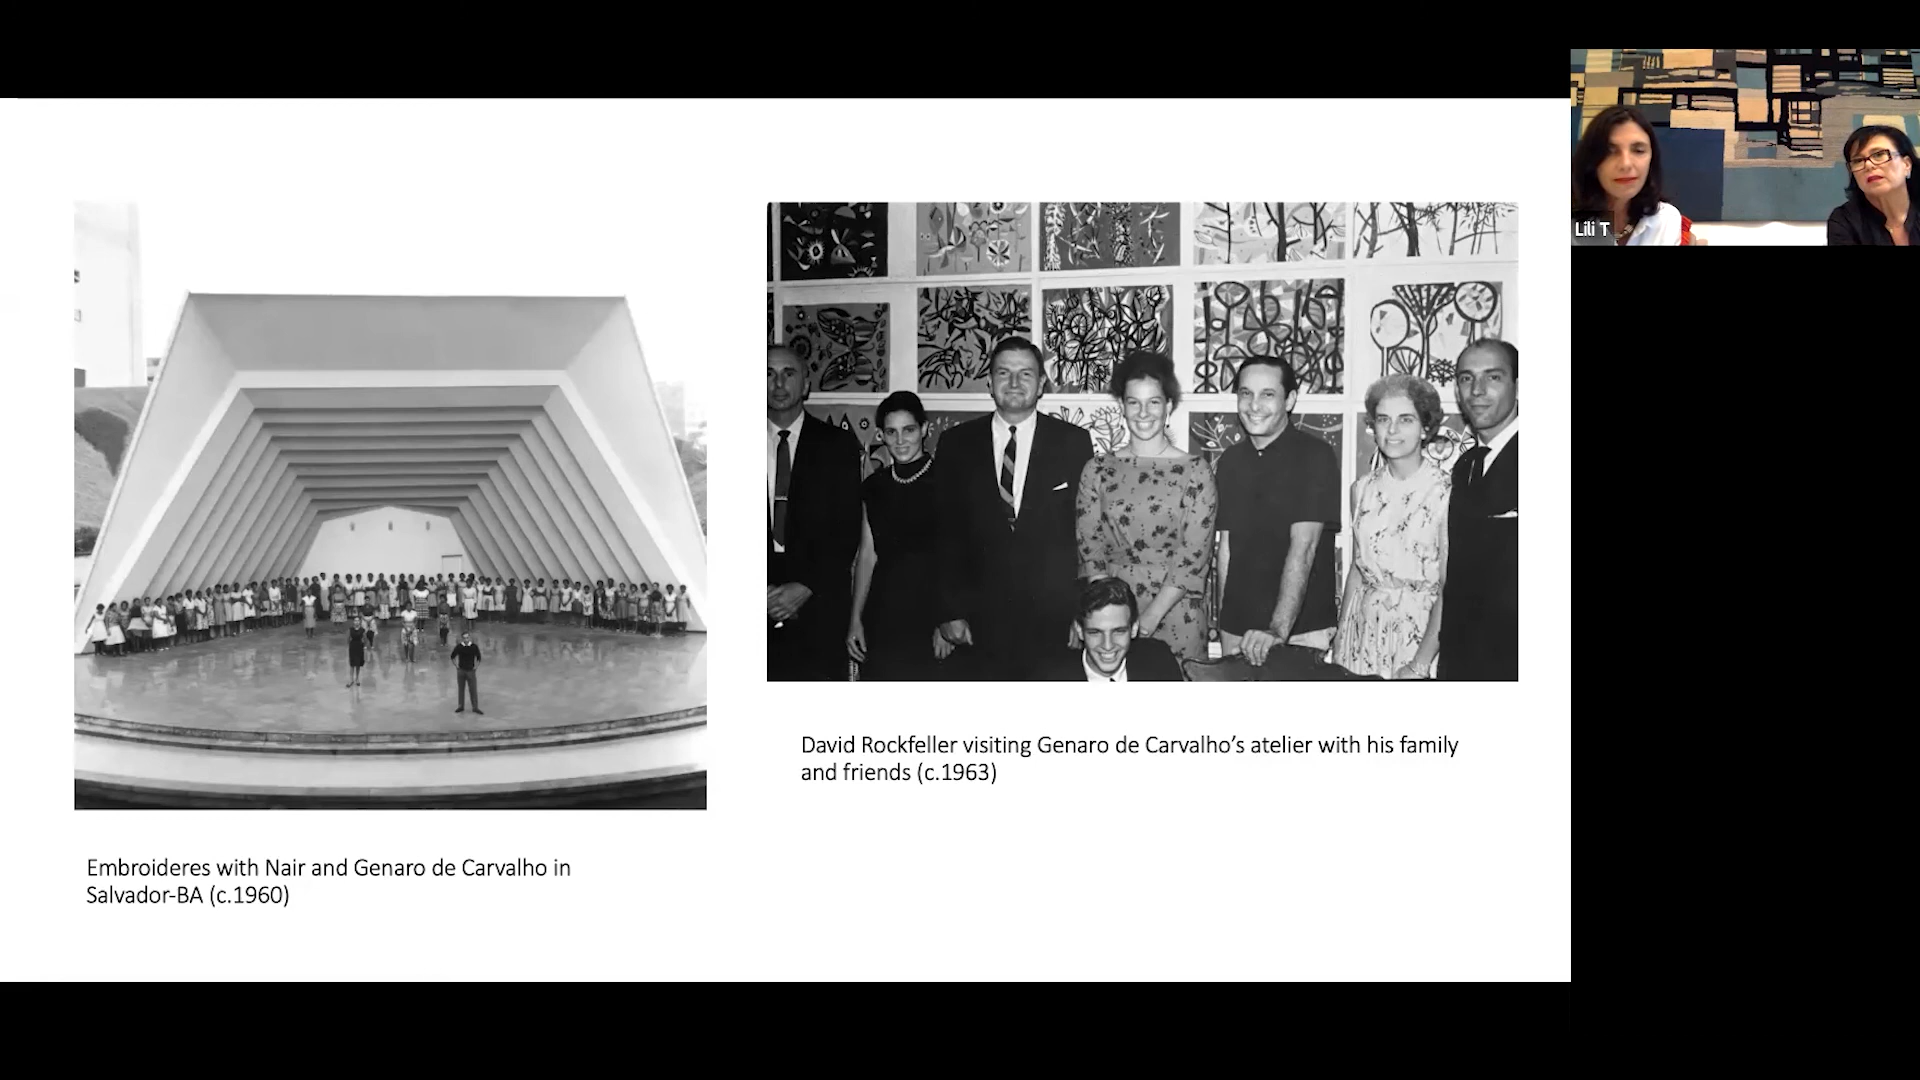 Lili T
David Rockfeller visiting Genaro de Carvalho’s atelier with his family
and friends (c.1963)
Embroideres with Nair and Genaro de Carvalho in
Salvador-BA (c.1960)